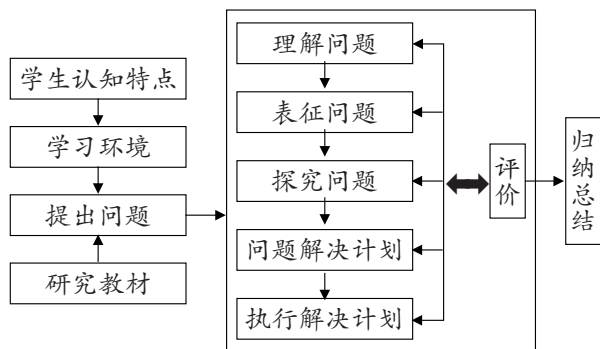 学生认知特点
学习环境
提出问题
研究教材
理解问题
表征问题
探究问题
问题解决计划
执行解决计划
评价
归纳总结